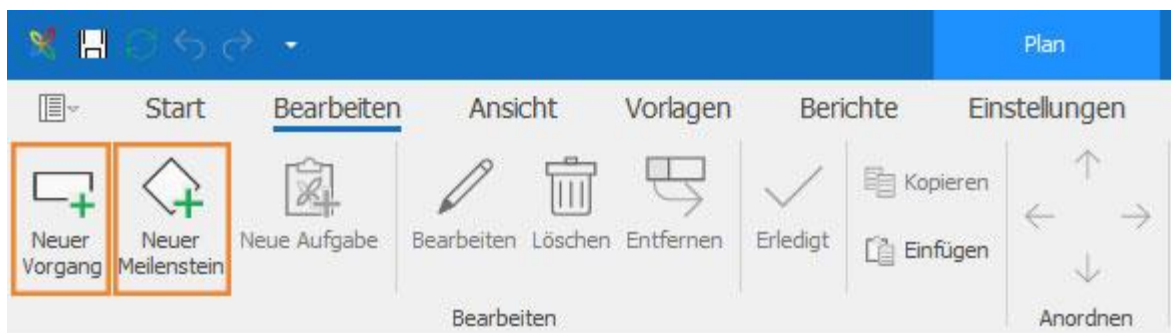 Plan
Start Bearbeiten Ansicht Vorlagen Berichte Einstellungen
Neuer
Vorgang
Neuer
Meilenstein
Neue Aufgabe
Bearbeiten
Löschen
Entfernen
Erledigt
Kopieren
Einfügen
Bearbeiten
Anordnen